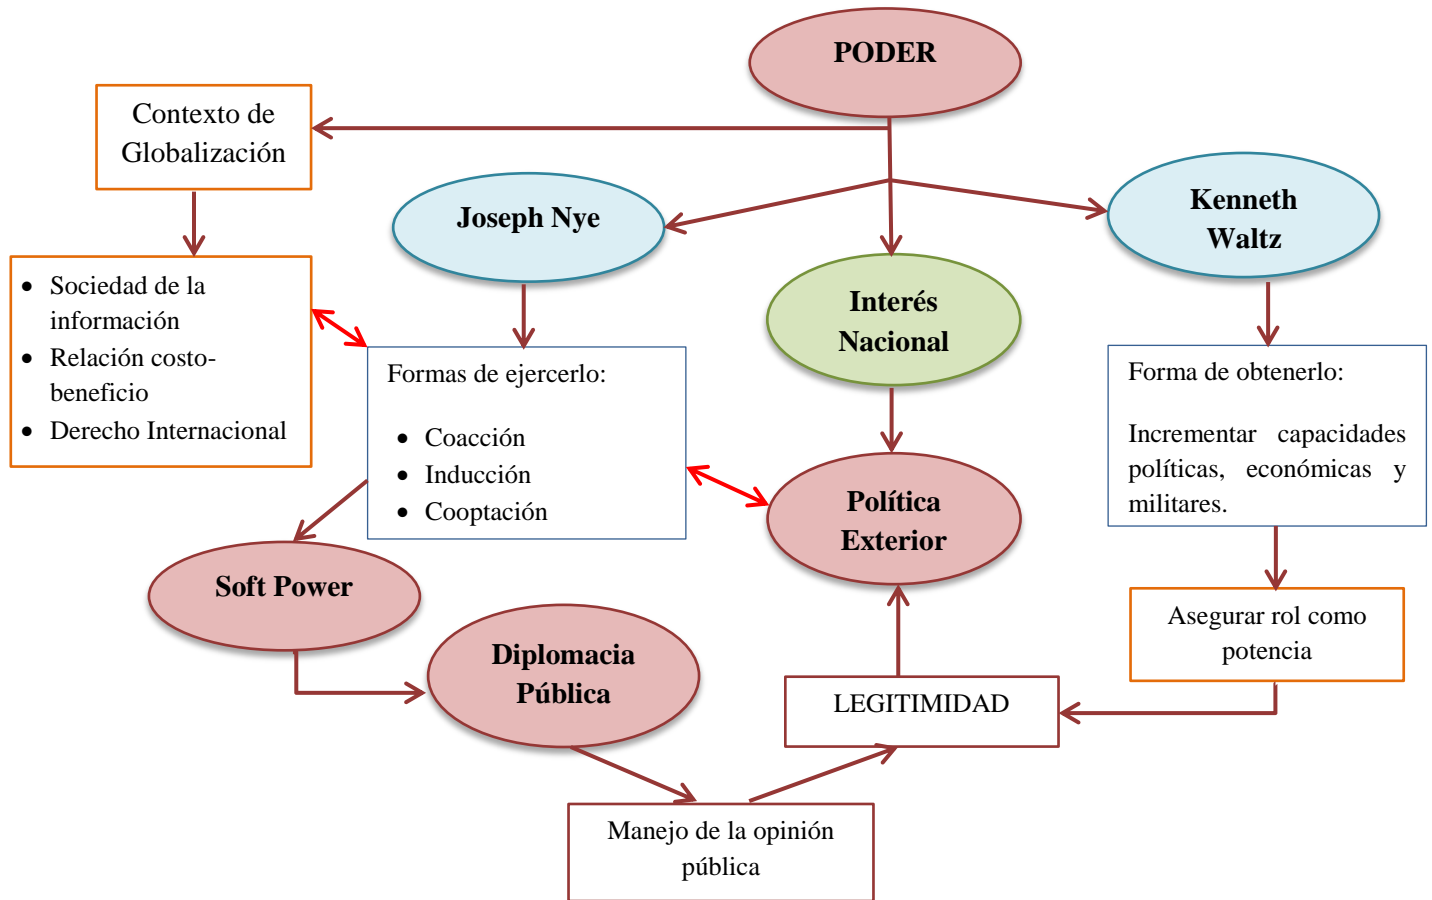 PODER
Contexto de
Globalización
Joseph Nye
Kenneth
Waltz
• Sociedad de la
información
• Relación costo-
beneficio
• Derecho Internacional
Interés
Nacional
Formas de ejercerlo:
• Coacción
• Inducción
• Cooptación
Forma de obtenerlo:
Incrementar capacidades
políticas, económicas y
militares.
Política
Exterior
Soft Power
Diplomacia
Pública
Asegurar rol como
potencia
LEGITIMIDAD
Manejo de la opinión
pública